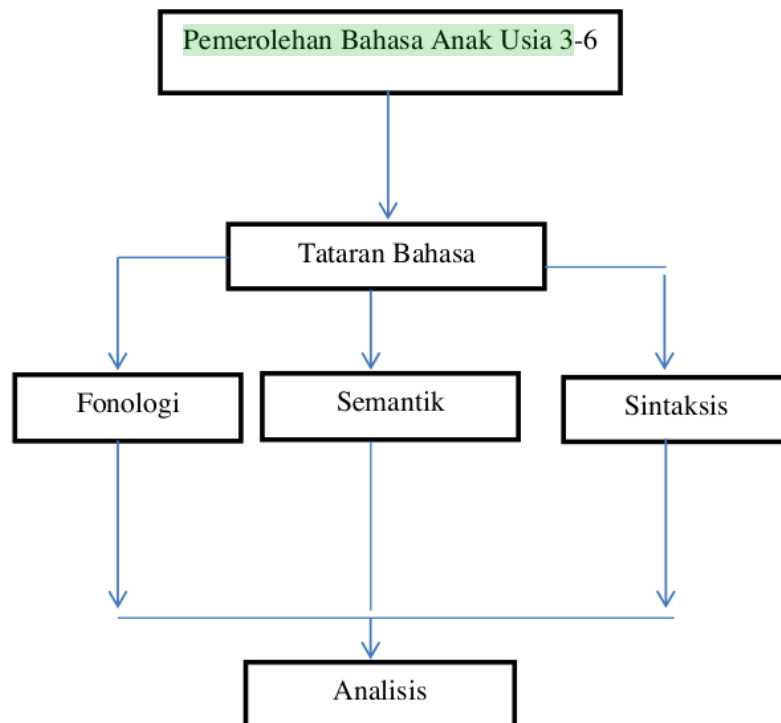 Pemerolehan Bahasa Anak Usia 3-6
Tataran Bahasa
Fonologi
Semantik
Sintaksis
Analisis